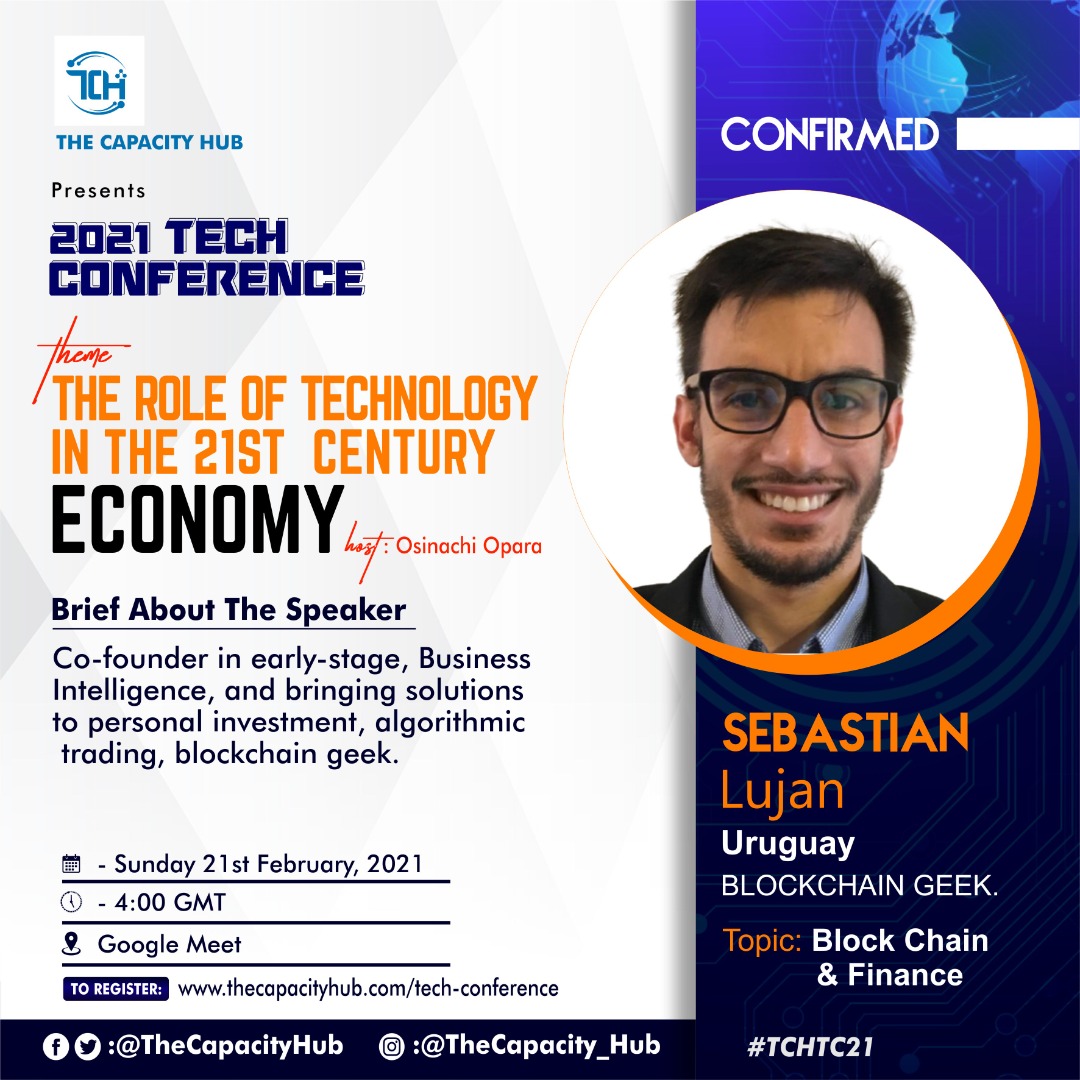 TCH
THE CAPACITY HUB
Presents
2021 TECH
CONFERENCE
theme
THE ROLE OF TECHNOLOGY
IN THE 21ST CENTURY
ECONOMY
host: Osinachi Opara
Brief About The Speaker
Co-founder in early-stage, Business
Intelligence, and bringing solutions
to personal investment, algorithmic
trading, blockchain geek.
- Sunday 21st February, 2021
- 4:00 GMT
Google Meet
TO REGISTER: www.thecapacityhub.com/tech-conference
:@TheCapacityHub :@TheCapacity_Hub
CONFIRMED
SEBASTIAN
Lujan
Uruguay
BLOCKCHAIN GEEK.
Topic: Block Chain
& Finance
#TCHTC21